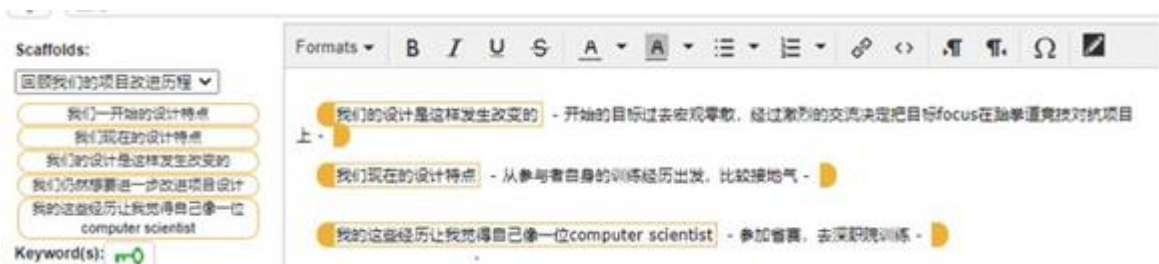 Scaffolds:
回顾我们的项目改进历程
我们一开始的设计特点
我们现在的设计特点
我们的设计是这样发生改变的
我们仍然想要进一步改进项目设计
我的这些经历让我觉得自己像一位
computer scientist
Keyword(s):
Formats B I U S A A
我们的设计是这样发生改变的 - 开始的目标过去宏观零散，经过激烈的交流决定把目标focus在跆拳道竞技对抗项目
上 -
我们现在的设计特点 - 从参与者自身的训练经历出发，比较接地气 -
我的这些经历让我觉得自己像一位computer scientist - 参加省赛，去深职院训练 -